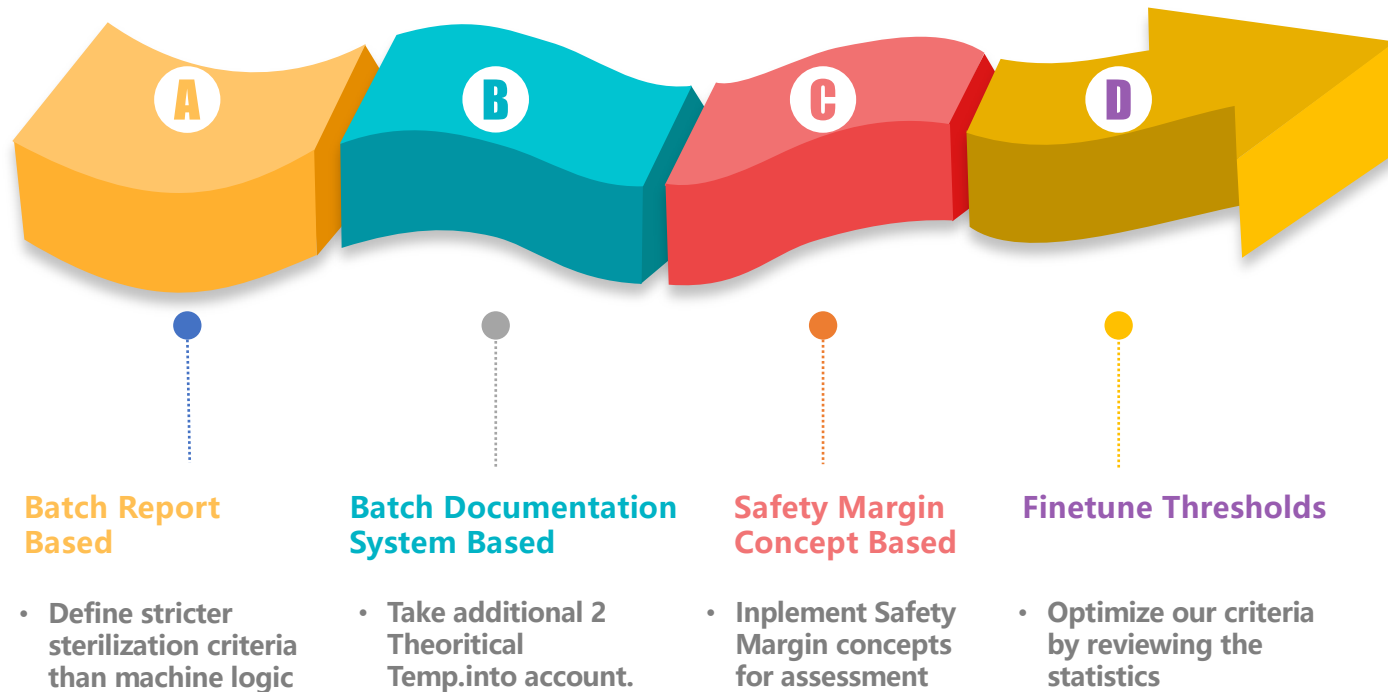 A
B
C
D
Batch Report
Based
• Define stricter
sterilization criteria
than machine logic
Batch Documentation
System Based
• Take additional 2
Theoritical
Temp.into account.
Safety Margin
Concept Based
• Inplement Safety
Margin concepts
for assessment
Finetune Thresholds
• Optimize our criteria
by reviewing the
statistics